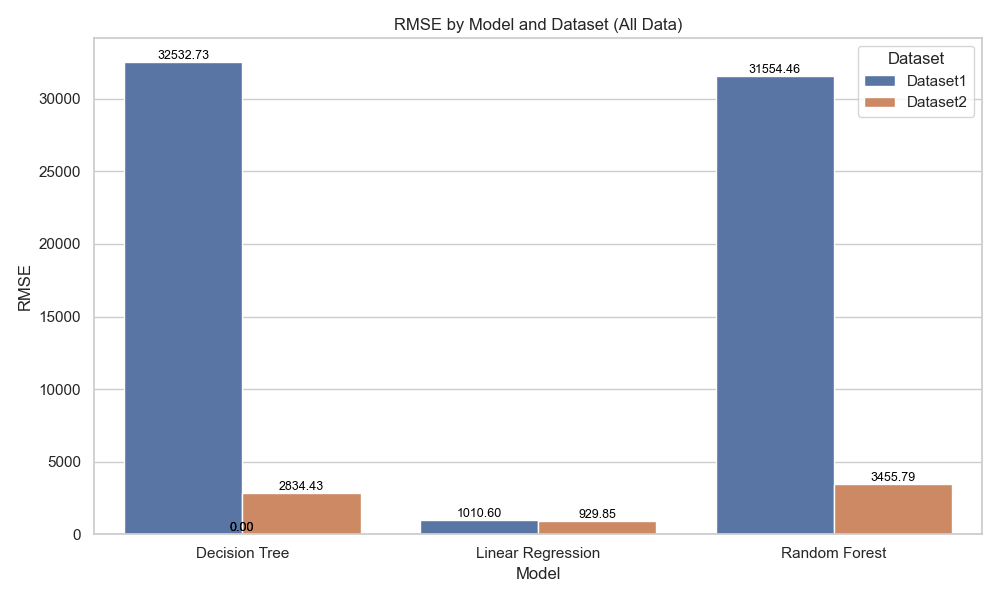 RMSE by Model and Dataset (All Data)
Dataset
Dataset1
Dataset2
32532.73
31554.46
2834.43
3455.79
1010.60
929.85
0.00
30000
25000
20000
15000
10000
5000
0
RMSE
Decision Tree
Linear Regression
Random Forest
Model